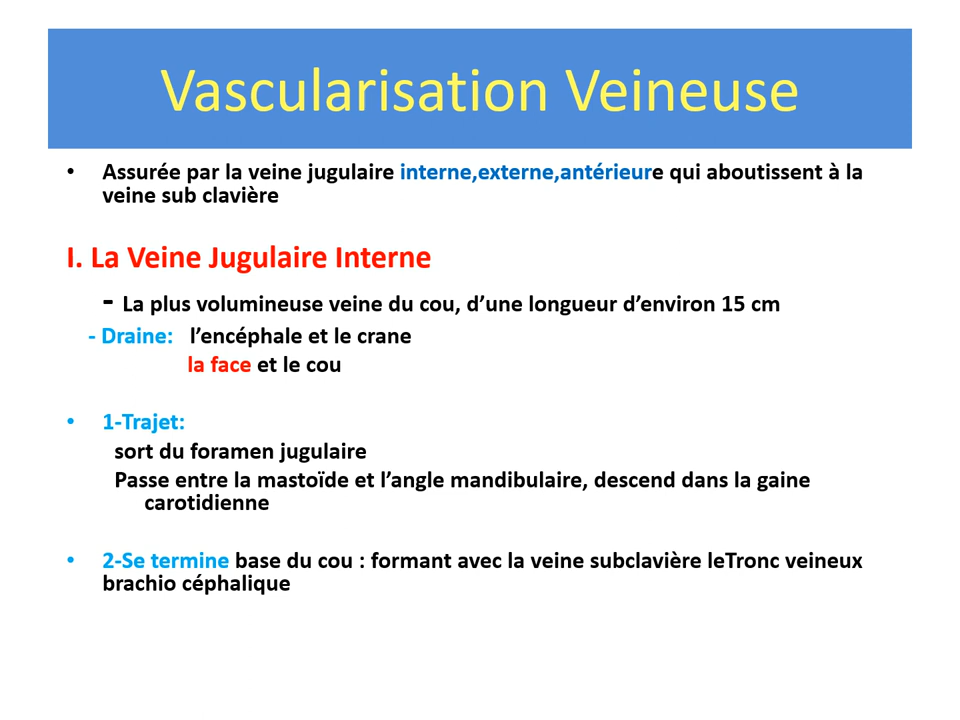 Vascularisation Veineuse
• Assurée par la veine jugulaire interne,externe,antérieure qui aboutissent à la
veine sub clavière
I. La Veine Jugulaire Interne
- La plus volumineuse veine du cou, d’une longueur d’environ 15 cm
- Draine: l’encéphale et le crane
la face et le cou
• 1-Trajet:
sort du foramen jugulaire
Passe entre la mastoïde et l’angle mandibulaire, descend dans la gaine
carotidienne
• 2-Se termine base du cou : formant avec la veine subclavière leTronc veineux
brachio céphalique